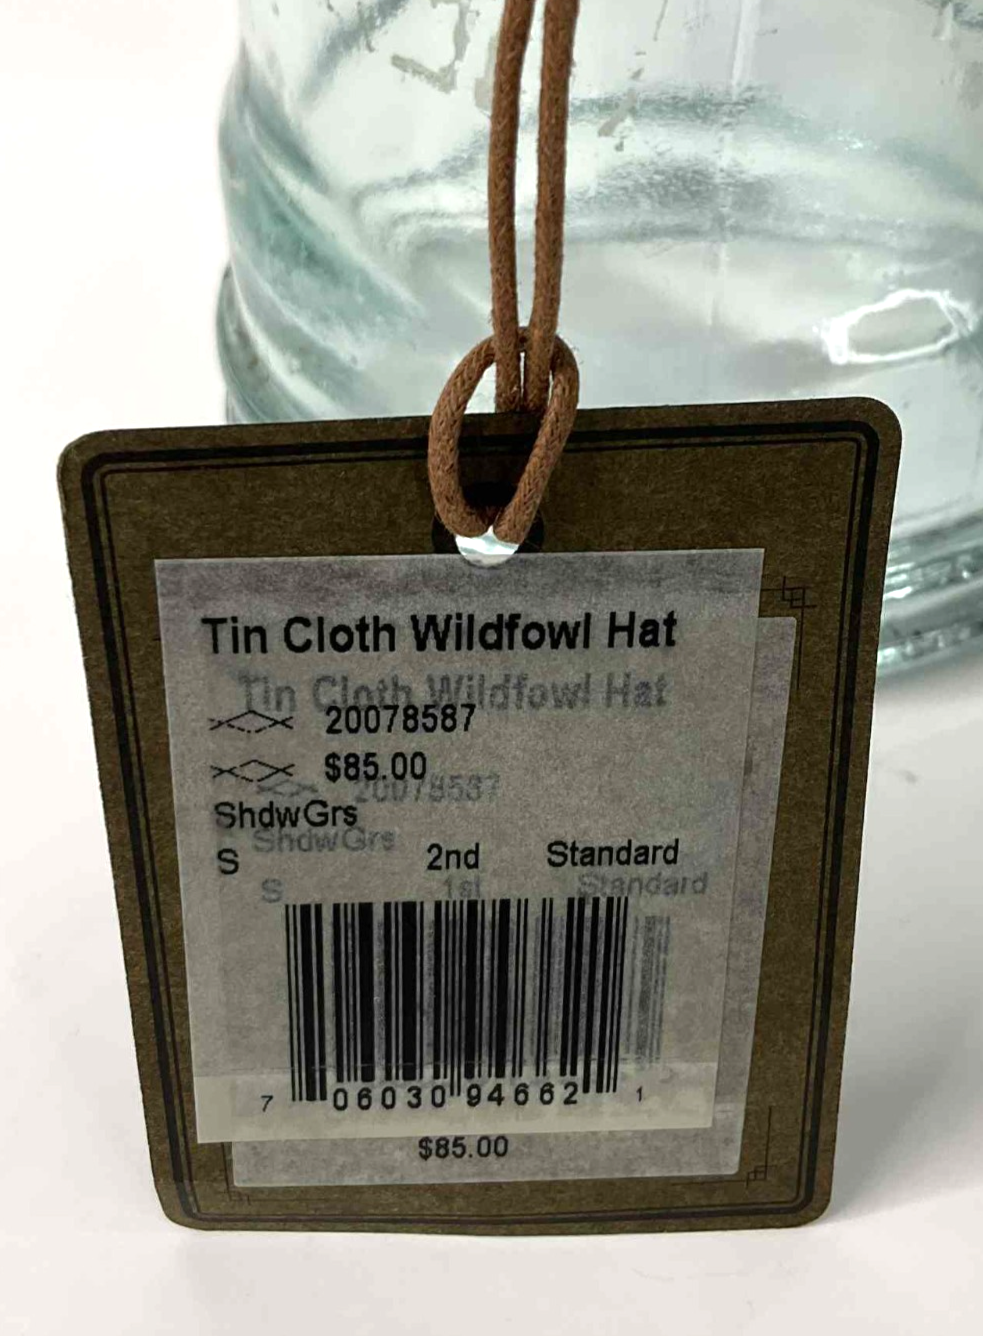 Tin Cloth Wildfowl Hat
Tin Cloth Wildfowl Hat
20078587
$85.00
20078587
ShdwGrs
ShdwGrs
S 2nd Standard
S 1st Standard
7 06030 94662 1
$85.00